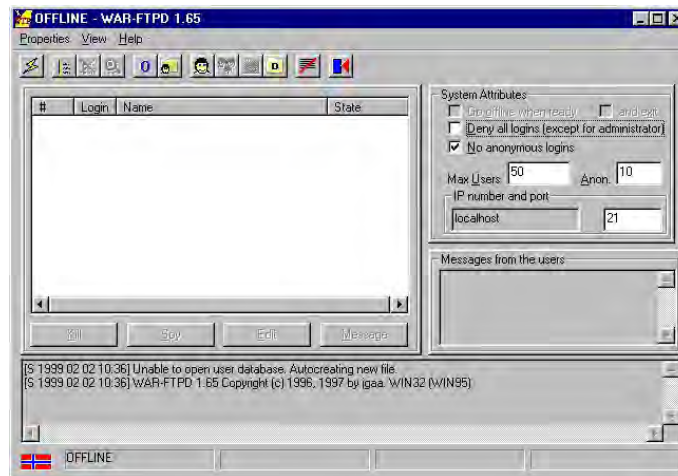 OFFLINE - WAR-FTPD 1.65
Properties View Help
# Login Name State
Kill Spy Edit Message
System Attributes
Go offline when ready and exit
Deny all logins (except for administrator)
No anonymous logins
Max Users 50 Anon. 10
IP number and port
localhost 21
Messages from the users
[S 1999 02 02 10:36] Unable to open user database. Autocreating new file
[S 1999 02 02 10:36] WAR-FTPD 1.65 Copyright (c) 1996, 1997 by jgaa. WIN32 (WIN95)
OFFLINE